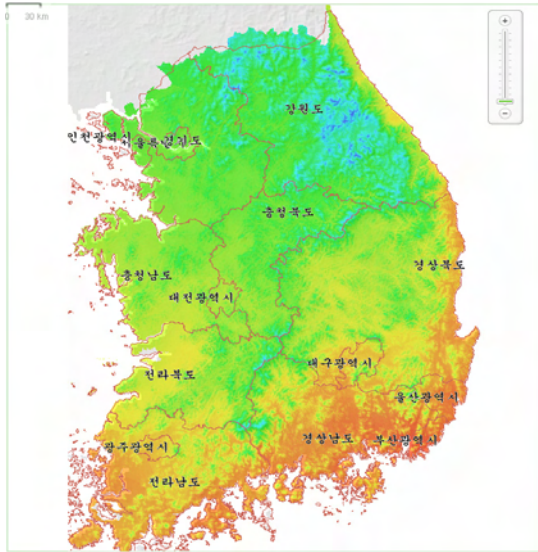 0 30 km
강원도
인천광역시
경기도
충청북도
경상북도
충청남도
대전광역시
대구광역시
전라북도
울산광역시
경상남도
부산광역시
광주광역시
전라남도